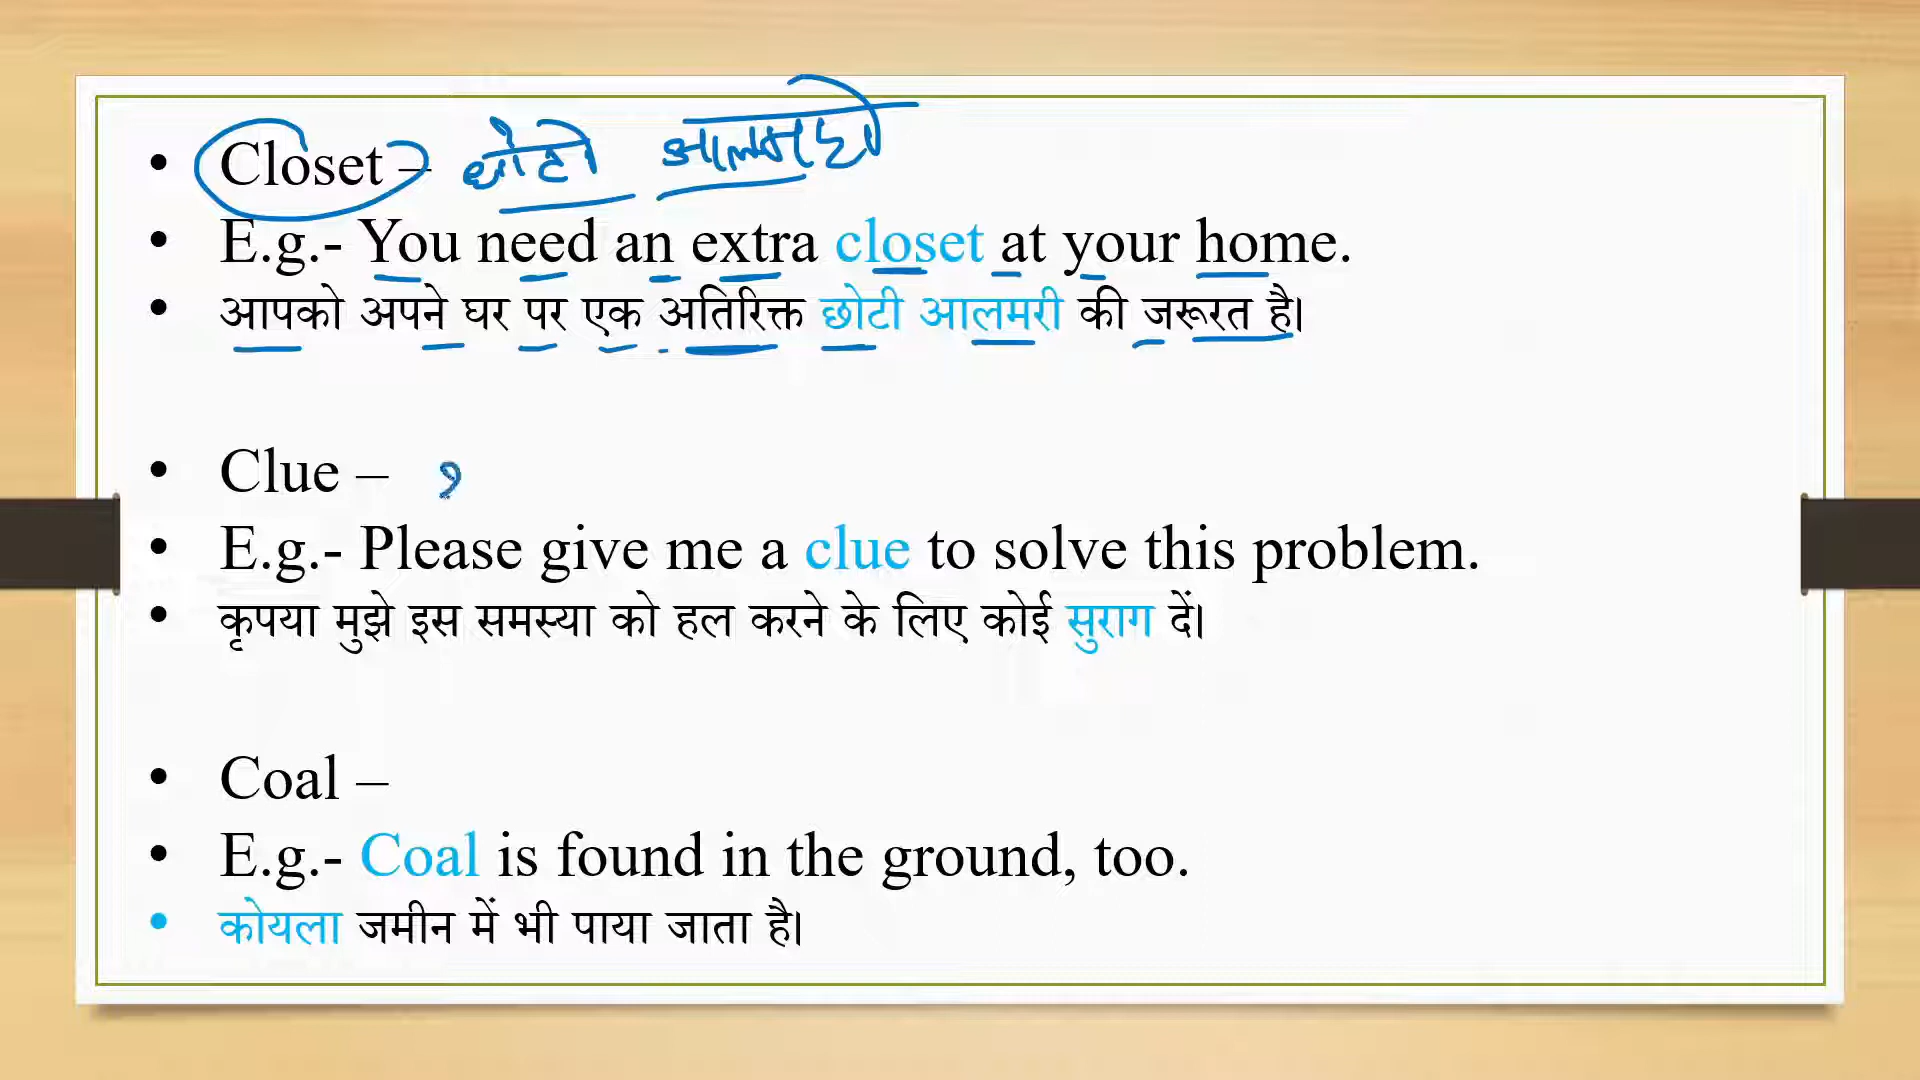 • Closet – छोटी आलमारी
• E.g.- You need an extra closet at your home.
• आपको अपने घर पर एक अतिरिक्त छोटी आलमरी की जरूरत है।
• Clue –
• E.g.- Please give me a clue to solve this problem.
• कृपया मुझे इस समस्या को हल करने के लिए कोई सुराग दें।
• Coal –
• E.g.- Coal is found in the ground, too.
• कोयला जमीन में भी पाया जाता है।